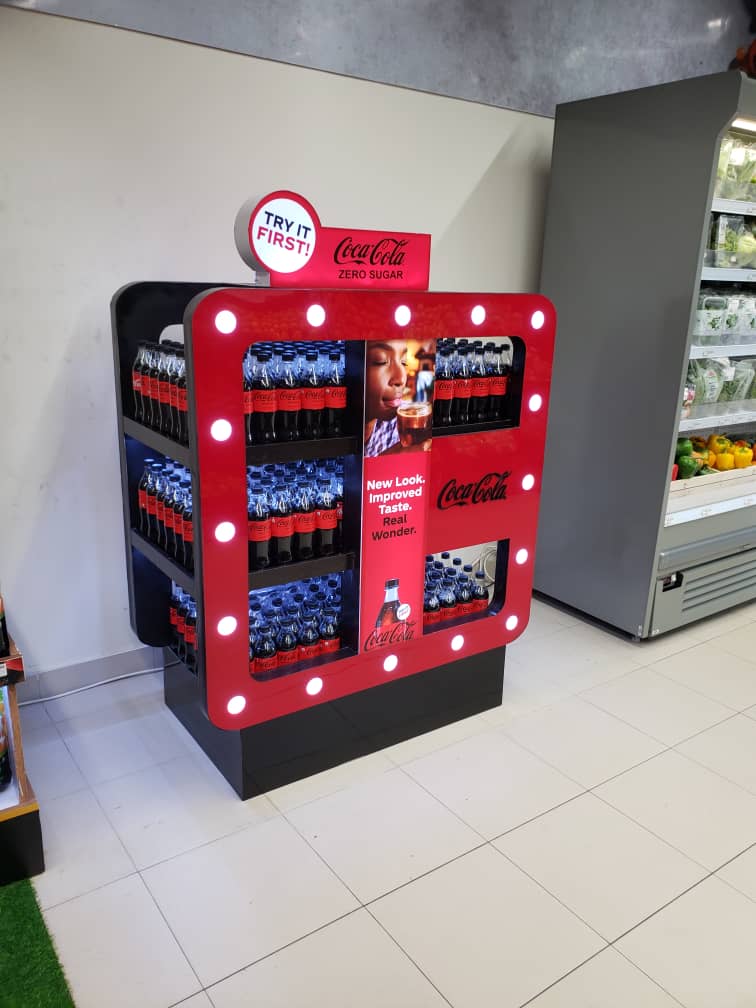 TRY IT
FIRST!
Coca-Cola
ZERO SUGAR
New Look.
Improved
Taste.
Real
Wonder.
Coca-Cola
Coca-Cola